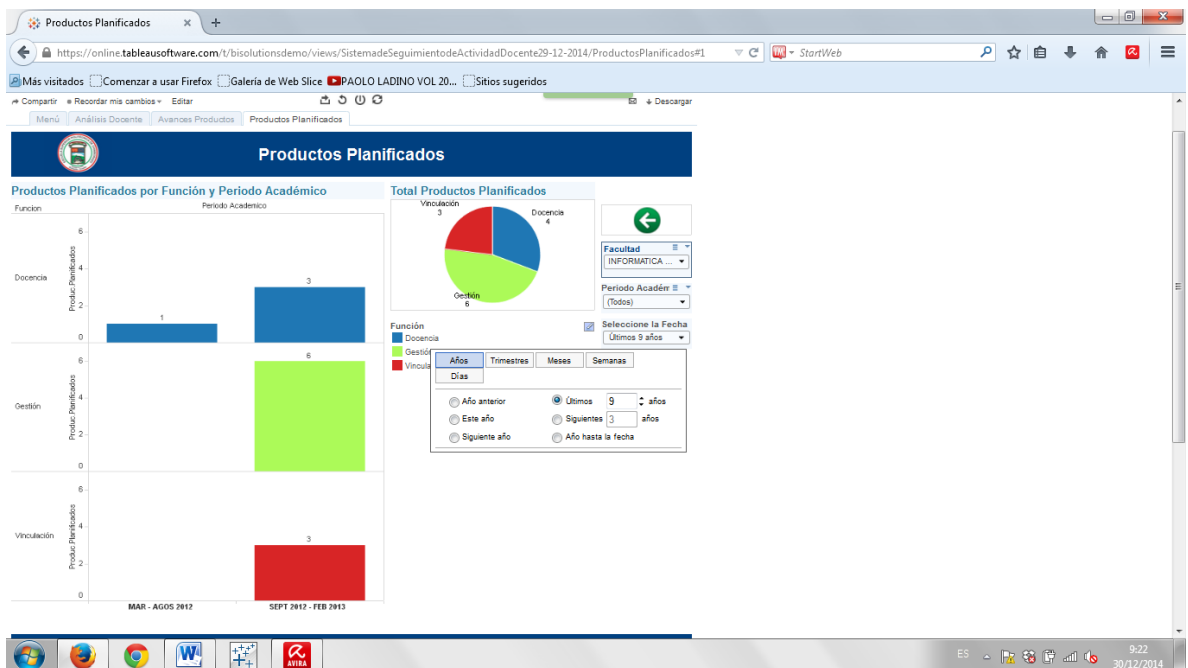 Productos Planificados
https://online.tableausoftware.com/t/bisolutionsdemo/views/SistemadeSeguimientodeActividadDocente29-12-2014/ProductosPlanificados#1
StartWeb
Más visitados Comenzar a usar Firefox Galería de Web Slice PAOLO LADINO VOL 20... Sitios sugeridos
Compartir Recordar mis cambios Editar Descargar
Menú Análisis Docente Avances Productos Productos Planificados
Productos Planificados
Productos Planificados por Función y Periodo Académico
Funcion Periodo Academico
Docencia
Produc.Planificados
6
4
2
0
1
3
Gestión
Produc.Planificados
6
4
2
0
6
Vinculación
Produc.Planificados
6
4
2
0
3
MAR - AGOS 2012 SEPT 2012 - FEB 2013
Total Productos Planificados
Vinculación
3
Docencia
4
Gestión
6
Facultad
INFORMATICA ...
Periodo Académ
(Todos)
Seleccione la Fecha
Últimos 9 años
Función
Docencia
Gestión
Vincula
Años Trimestres Meses Semanas
Días
Año anterior Últimos 9 años
Este año Siguientes 3 años
Siguiente año Año hasta la fecha
AVIRA
ES
9:22
30/12/2014